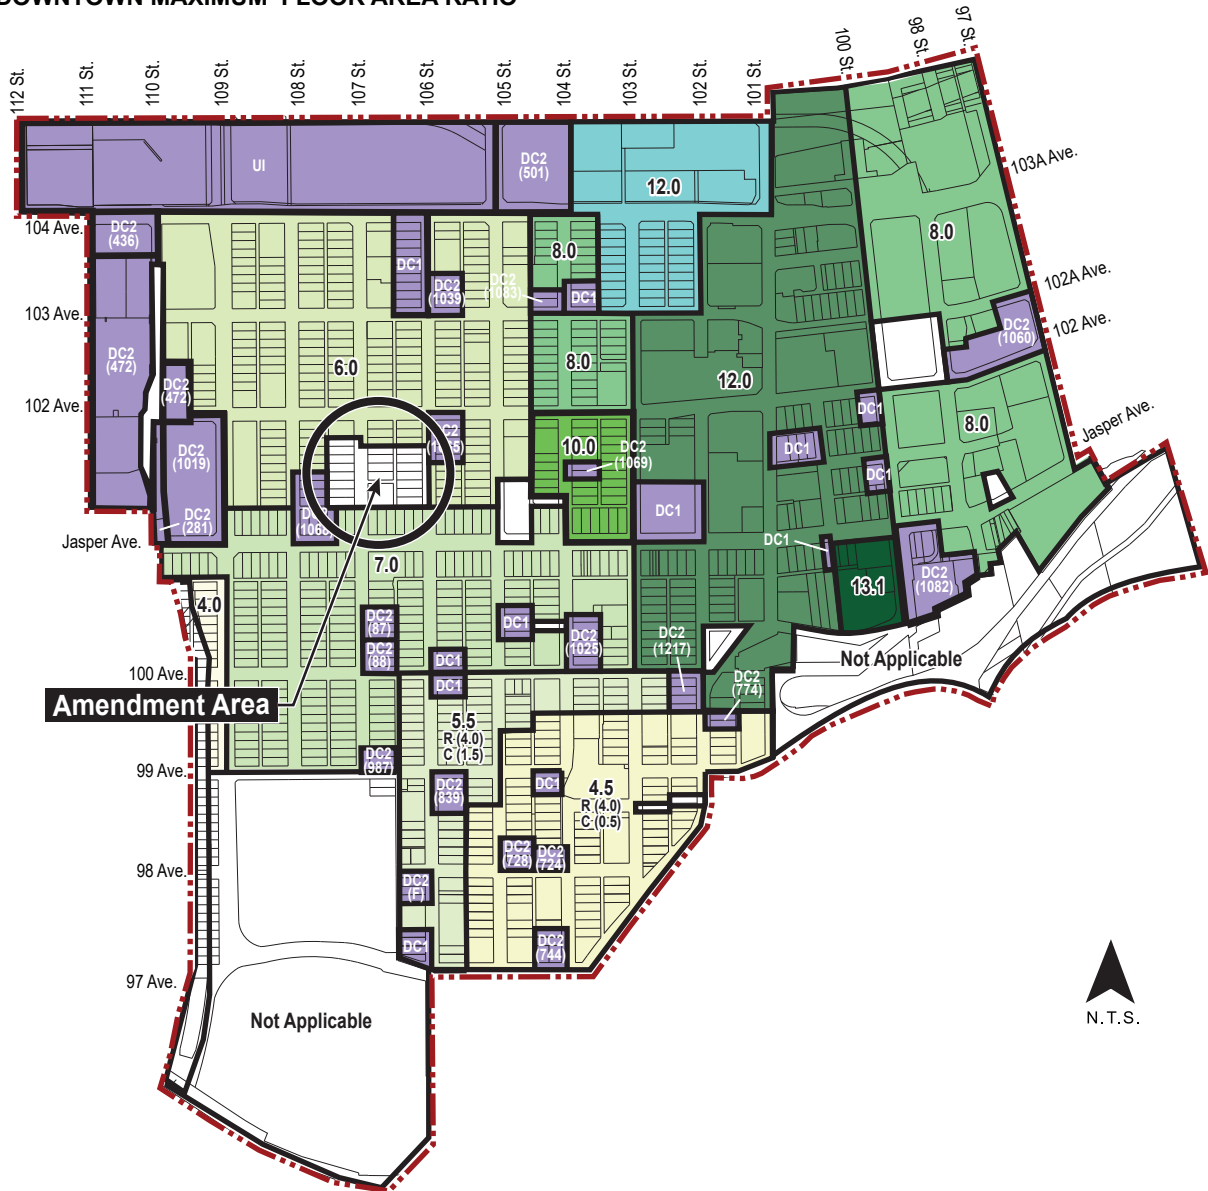 DOWNTOWN MAXIMUM FLOOR AREA RATIO
112 St.
111 St.
110 St.
109 St.
108 St.
107 St.
106 St.
105 St.
104 St.
103 St.
102 St.
101 St.
100 St.
98 St.
97 St.
UI
DC2
(501)
12.0
103A Ave.
104 Ave.
DC2
(436)
DC1
DC2
(1039)
8.0
DC2
(1083)
DC1
8.0
102A Ave.
103 Ave.
DC2
(472)
6.0
8.0
12.0
DC2
(1060)
102 Ave.
DC2
(472)
102 Ave.
DC1
8.0
Jasper Ave.
DC2
(1019)
DC2
10.0
DC2
(1069)
DC1
DC1
DC2
(281)
DC2
DC1
Jasper Ave.
7.0
DC1
13.1
DC2
(1082)
4.0
DC2
(87)
DC2
(88)
DC1
DC2
(1025)
DC1
DC2
(1217)
Not Applicable
100 Ave.
DC1
DC2
(774)
Amendment Area
5.5
R (4.0)
C (1.5)
99 Ave.
DC2
(987)
DC2
(839)
DC1
4.5
R (4.0)
C (0.5)
98 Ave.
DC2
(728)
DC2
(724)
DC2
(F)
DC1
DC2
(744)
97 Ave.
Not Applicable
N.T.S.